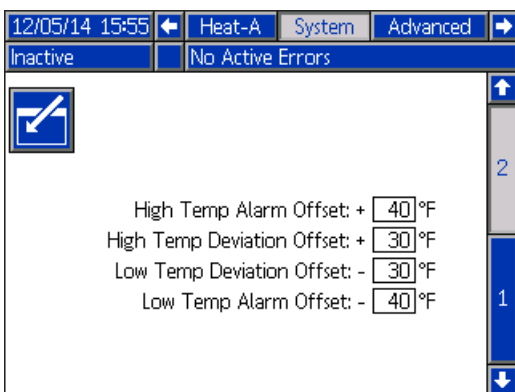 12/05/14 15:55 Heat-A System Advanced
Inactive No Active Errors
2
High Temp Alarm Offset: + 40 °F
High Temp Deviation Offset: + 30 °F
Low Temp Deviation Offset: - 30 °F
Low Temp Alarm Offset: - 40 °F
1